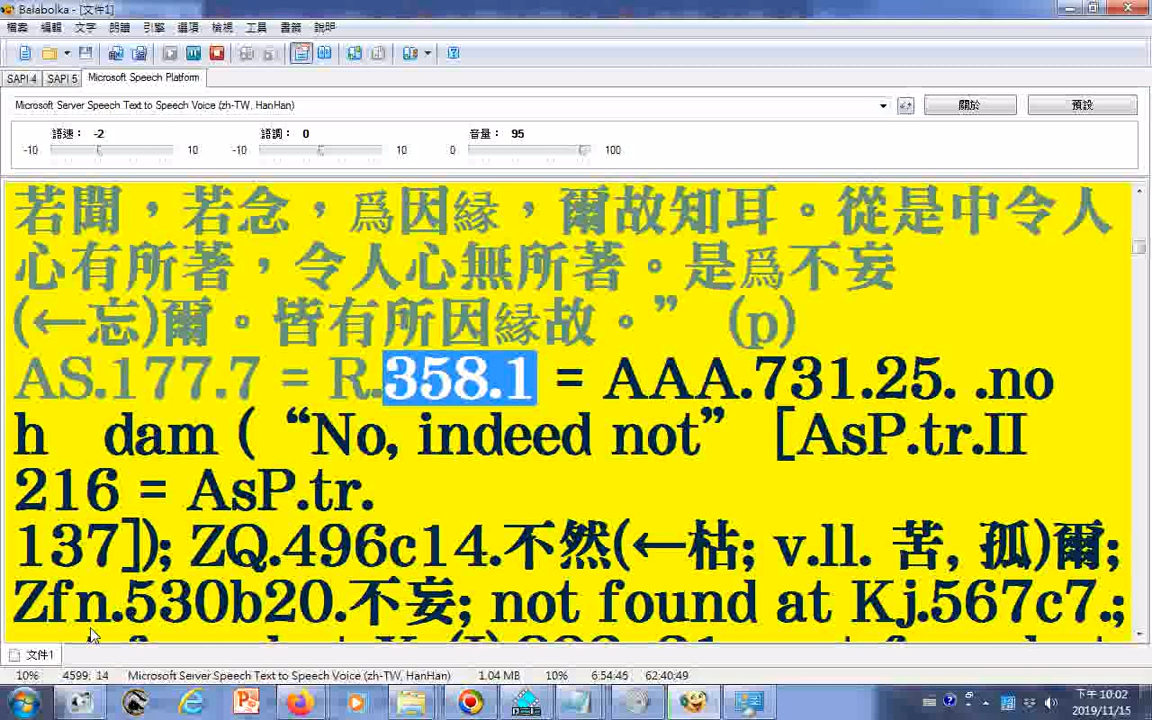 Balabolka - [文件1]
檔案 編輯 文字 朗讀 引擎 選項 檢視 工具 書籤 說明
SAPI 4 SAPI 5 Microsoft Speech Platform
Microsoft Server Speech Text to Speech Voice (zh-TW, HanHan) 關於 預設
語速： -2 語調： 0 音量： 95
-10 10 -10 10 0 100
若聞，若念，爲因緣，爾故知耳。從是中令人
心有所著，令人心無所著。是爲不妄
(←忘)爾。皆有所因緣故。” (p)
AS.177.7 = R.358.1 = AAA.731.25. .no
h dam ( “No, indeed not” [AsP.tr.II
216 = AsP.tr.
137]); ZQ.496c14.不然(←枯; v.ll. 苦, 孤)爾;
Zfn.530b20.不妄; not found at Kj.567c7.;
文件1
10% 4599, 14 Microsoft Server Speech Text to Speech Voice (zh-TW, HanHan) 1.04 MB 10% 6:54:45 62:40:49
下午 10:02
2019/11/15